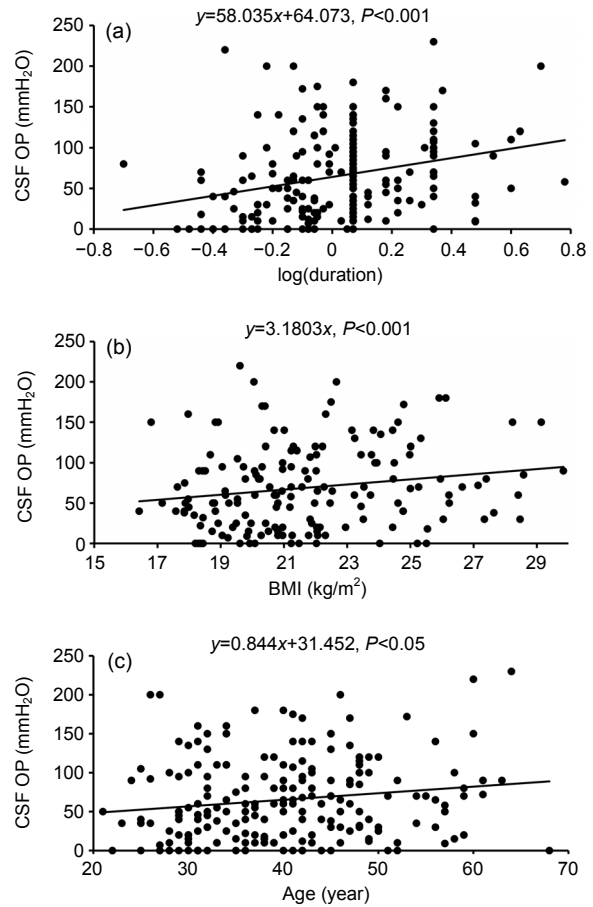 y=58.035x+64.073, P<0.001
(a)
250
200
150
100
50
0
CSF OP (mmH₂O)
−0.8 −0.6 −0.4 −0.2 0 0.2 0.4 0.6 0.8
log(duration)
y=3.1803x, P<0.001
(b)
250
200
150
100
50
0
CSF OP (mmH₂O)
15 17 19 21 23 25 27 29
BMI (kg/m²)
y=0.844x+31.452, P<0.05
(c)
250
200
150
100
50
0
CSF OP (mmH₂O)
20 30 40 50 60 70
Age (year)